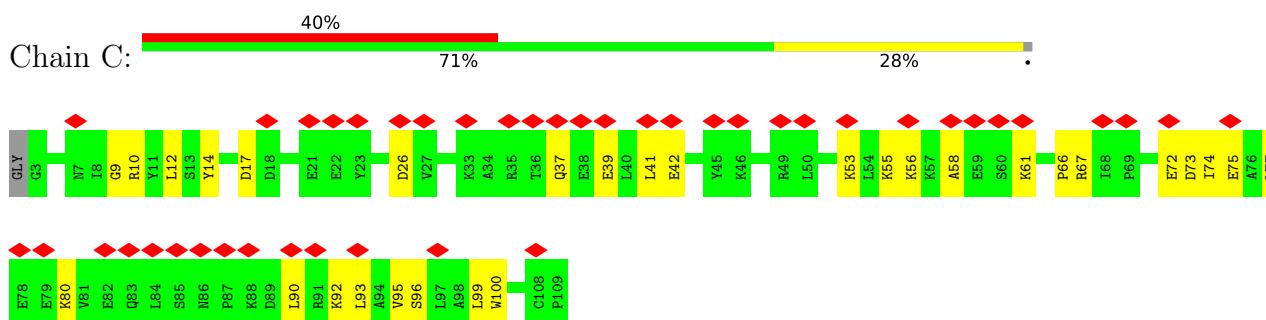 40%
Chain C:
71% 28% •
GLY G3 N7 I8 G9 R10 Y11 L12 S13 Y14 D17 D18 E21 E22 Y23 D26 V27 K33 A34 R35 T36 Q37 E38 E39 L40 L41 E42 Y45 K46 R49 L50 K53 L54 K55 K56 K57 A58 E59 S60 K61 P66 R67 I68 P69 E72 D73 I74 E75 A76
E78 E79 K80 V81 E82 Q83 L84 S85 N86 P87 K88 D89 L90 R91 K92 L93 A94 V95 S96 L97 A98 L99 W100 C108 P109